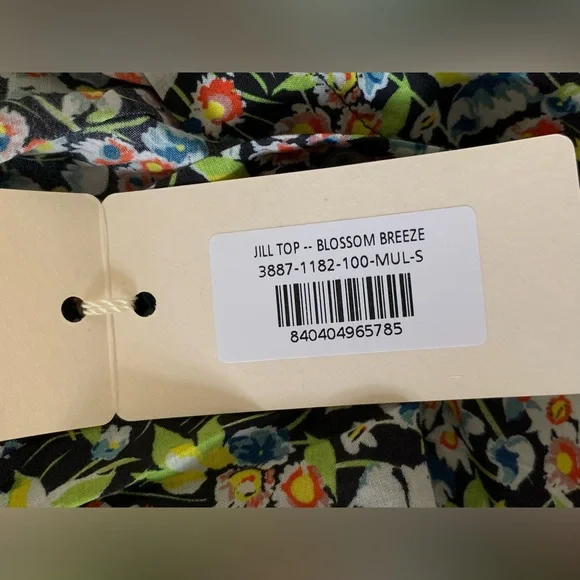 JILL TOP -- BLOSSOM BREEZE
3887-1182-100-MUL-S
840404965785